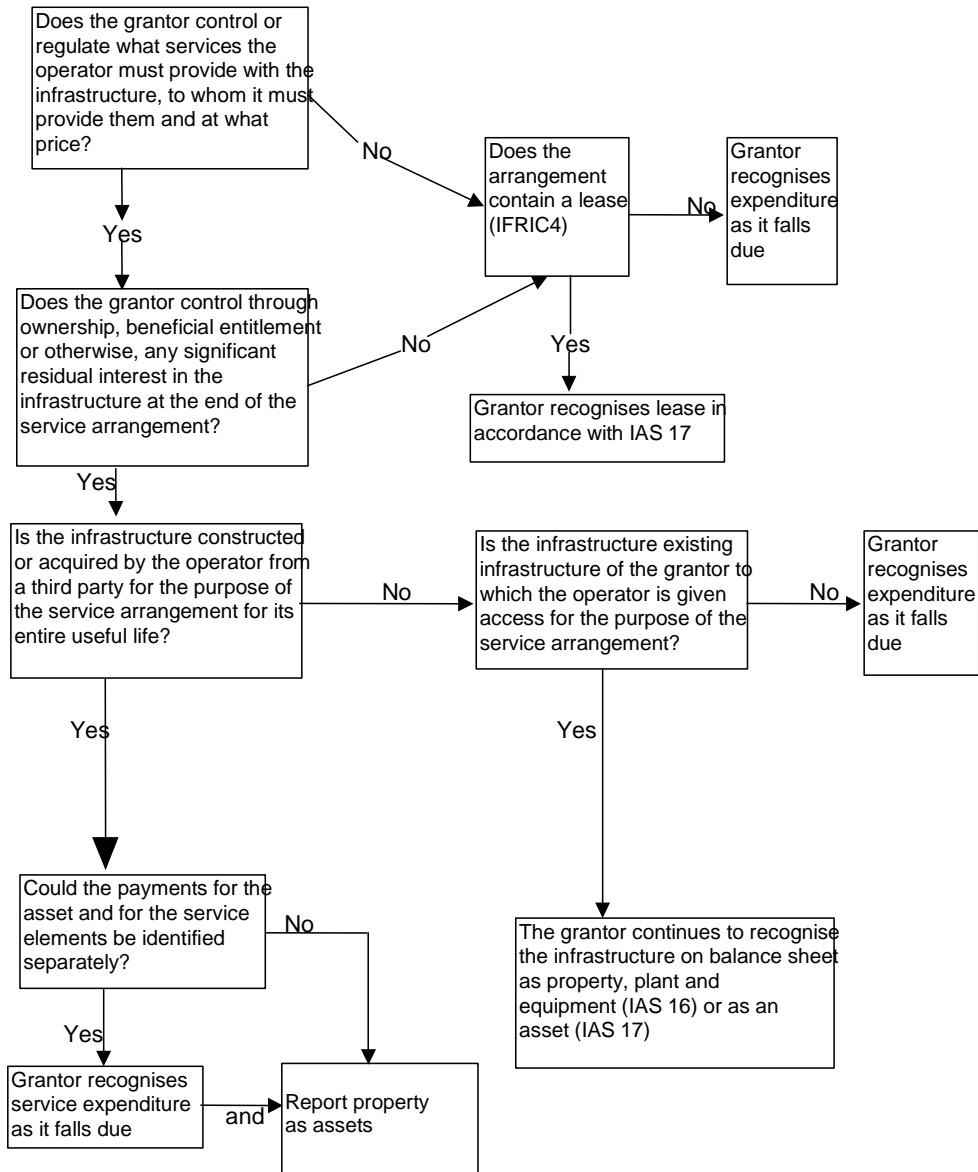 Does the grantor control or
regulate what services the
operator must provide with the
infrastructure, to whom it must
provide them and at what
price?
No
Does the
arrangement
contain a lease
(IFRIC4)
No
Grantor
recognises
expenditure
as it falls
due
Yes
Does the grantor control through
ownership, beneficial entitlement
or otherwise, any significant
residual interest in the
infrastructure at the end of the
service arrangement?
No
Yes
Grantor recognises lease in
accordance with IAS 17
Yes
Is the infrastructure constructed
or acquired by the operator from
a third party for the purpose of
the service arrangement for its
entire useful life?
No
Is the infrastructure existing
infrastructure of the grantor to
which the operator is given
access for the purpose of the
service arrangement?
No
Grantor
recognises
expenditure
as it falls
due
Yes
Yes
Could the payments for the
asset and for the service
elements be identified
separately?
No
The grantor continues to recognise
the infrastructure on balance sheet
as property, plant and
equipment (IAS 16) or as an
asset (IAS 17)
Yes
Grantor recognises
service expenditure
as it falls due
and
Report property
as assets